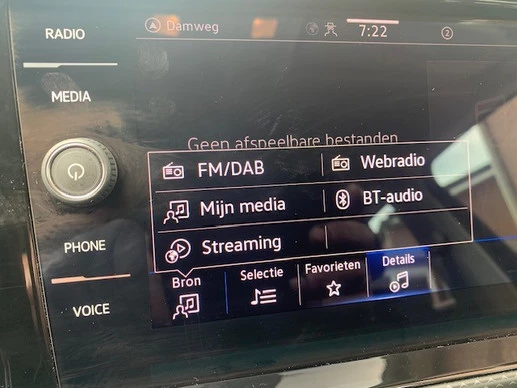 RADIO
MEDIA
PHONE
VOICE
Damweg
7:22
2
Geen afspeelbare bestanden
FM/DAB
Webradio
Mijn media
BT-audio
Streaming
Bron
Selectie
Favorieten
Details